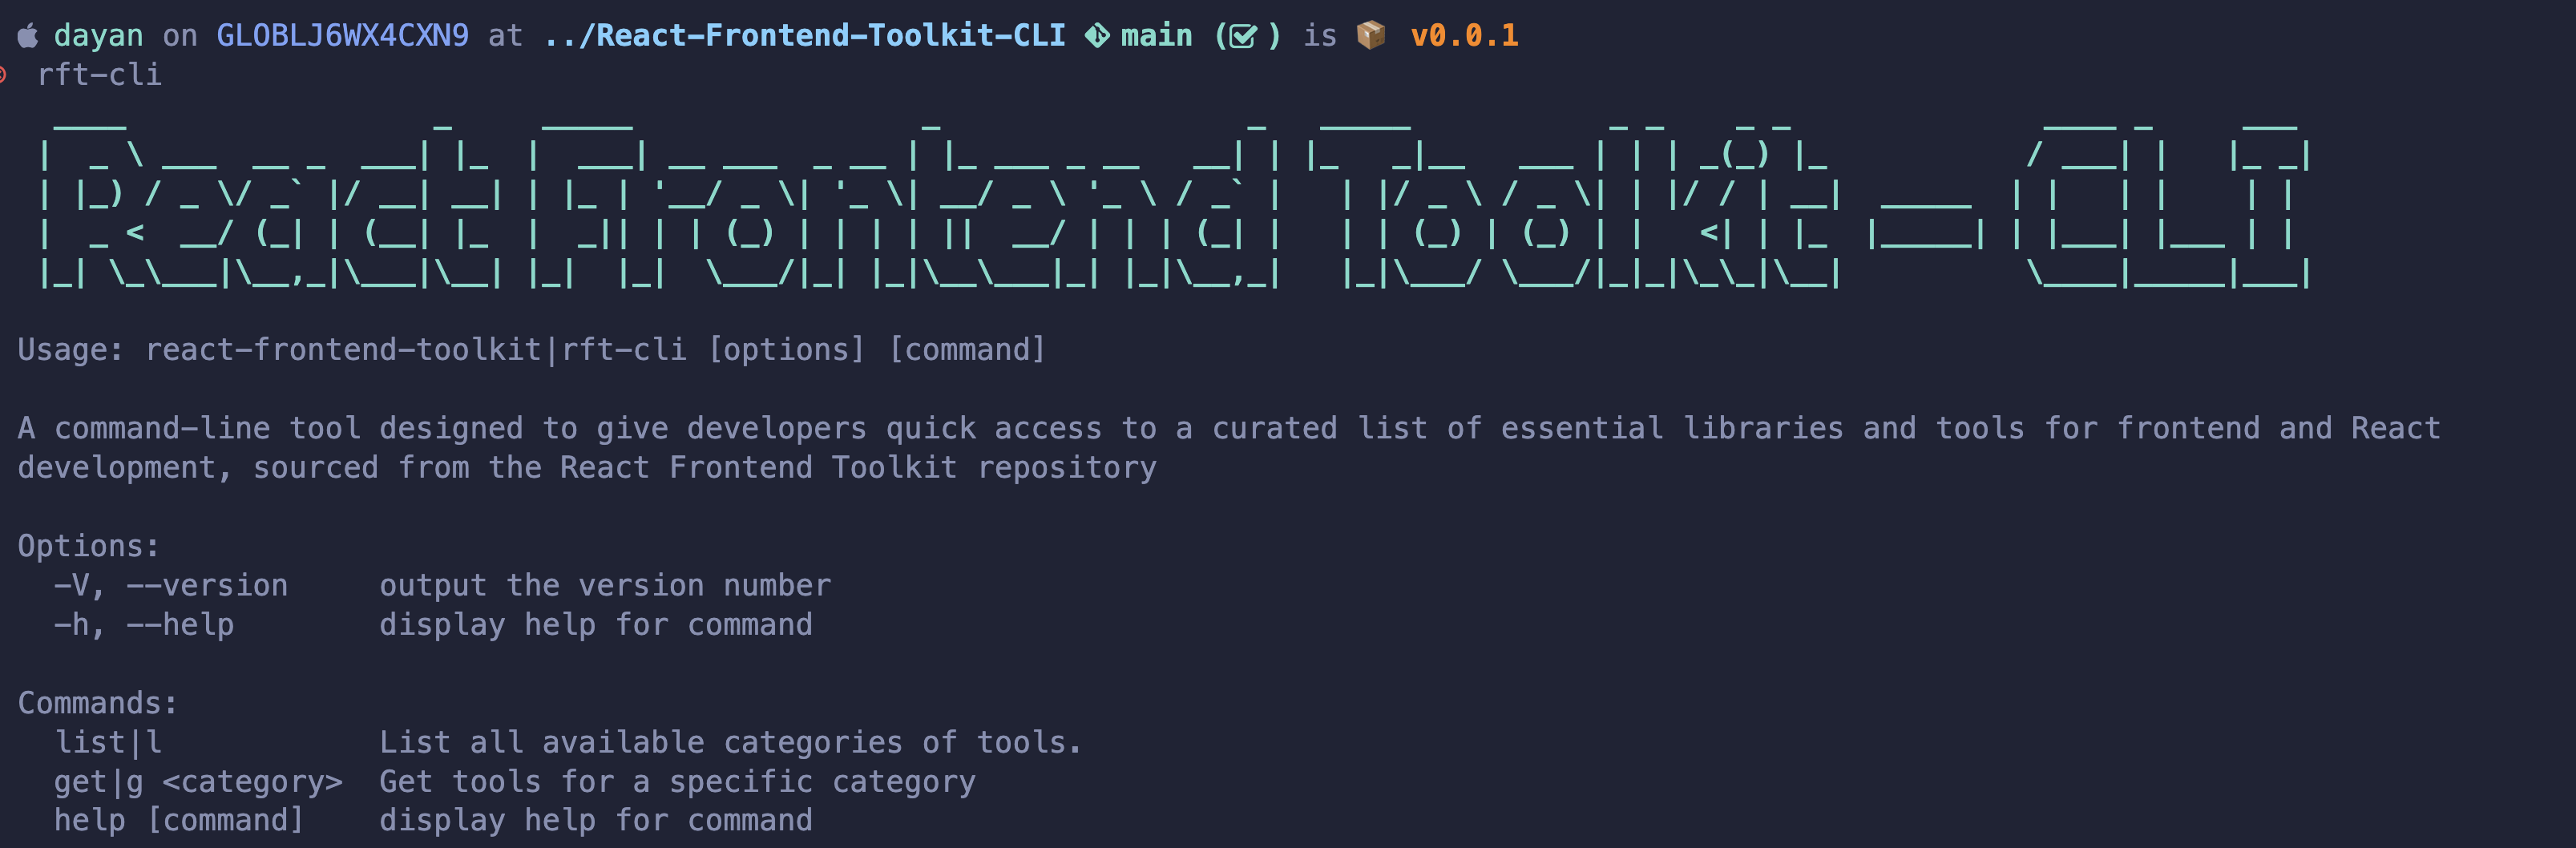 dayan on GLOBLJ6WX4CXN9 at ../React-Frontend-Toolkit-CLI main (☑ ) is 📦 v0.0.1
rft-cli
React Frontend Toolkit - CLI
Usage: react-frontend-toolkit|rft-cli [options] [command]
A command-line tool designed to give developers quick access to a curated list of essential libraries and tools for frontend and React
development, sourced from the React Frontend Toolkit repository
Options:
-V, --version output the version number
-h, --help display help for command
Commands:
list|l List all available categories of tools.
get|g <category> Get tools for a specific category
help [command] display help for command